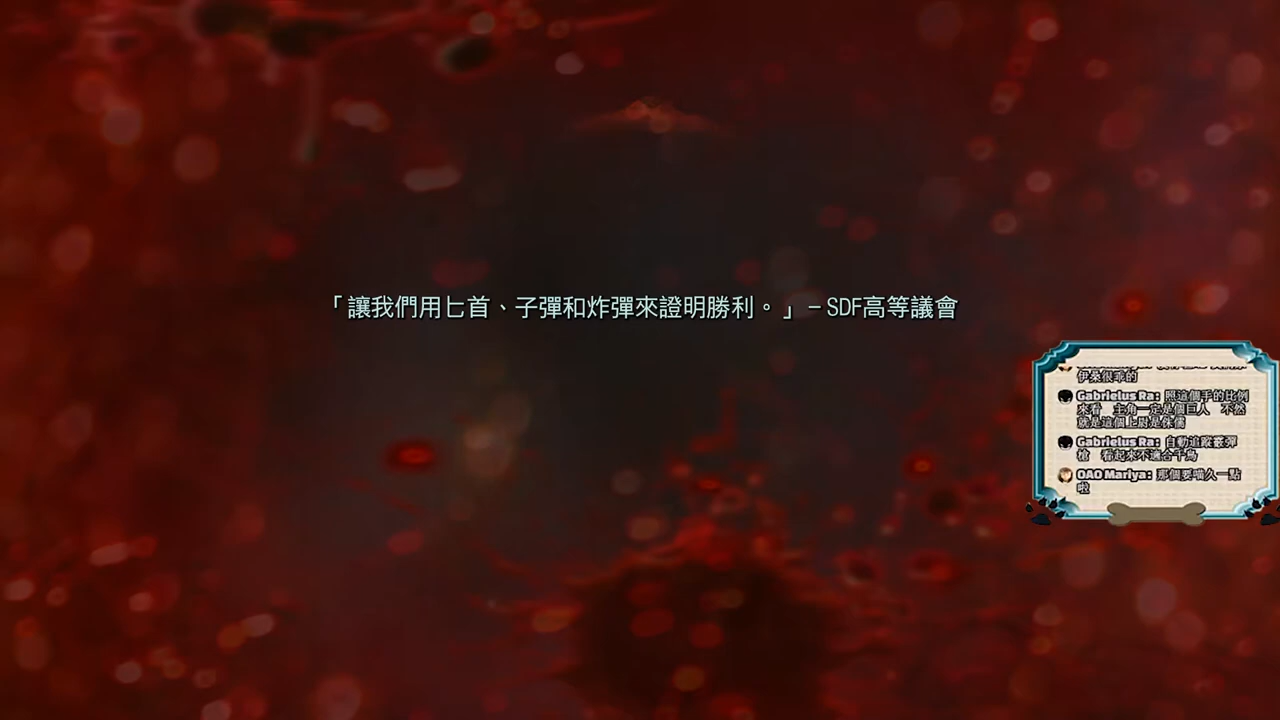 「讓我們用匕首、子彈和炸彈來證明勝利。」－SDF高等議會
伊桑很乖的
Gabrielus Ra: 照這個手的比例
來看 主角一定是個巨人 不然
就是這個上尉是侏儒
Gabrielus Ra: 自動追蹤霰彈
槍 看起來不適合千鳥
OAO Mariya: 那個要喵久一點
啦